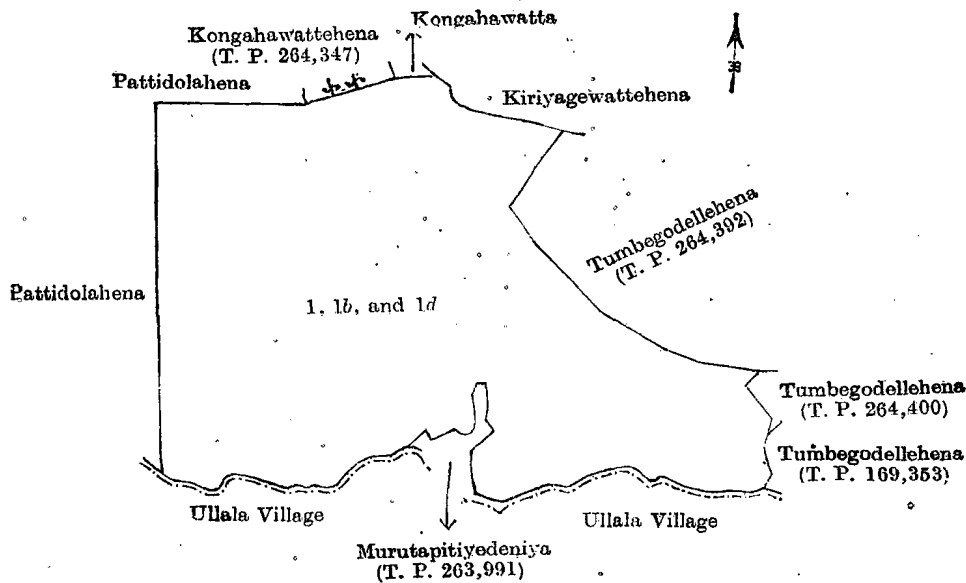 Kongahawatta
Kongahawattehena
(T. P. 264,347)
Pattidolahena
Kiriyagewattehena
Tumbegodellehena
(T. P. 264,392)
Pattidolahena
1, 1b, and 1d
Tumbegodellehena
(T. P. 264,400)
Tumbegodellehena
(T. P. 169,353)
Ullala Village
Ullala Village
Murutapitiyedeniya
(T. P. 263,991)